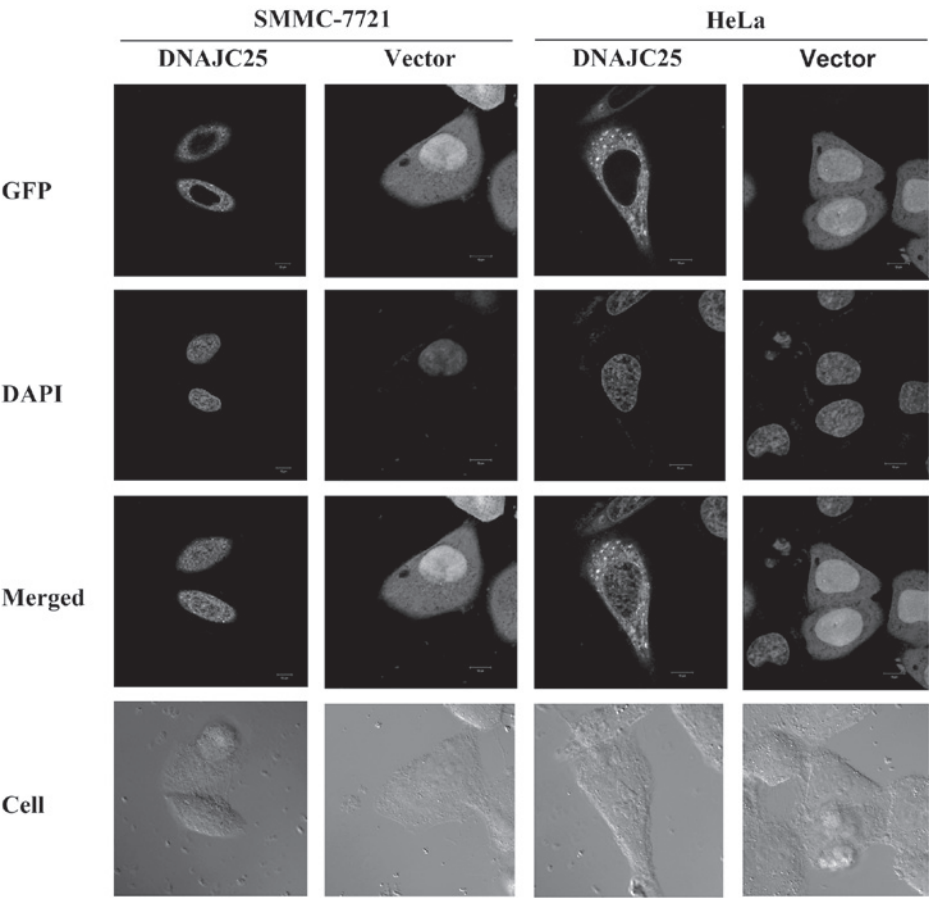 SMMC-7721 HeLa
DNAJC25 Vector DNAJC25 Vector
GFP
DAPI
Merged
Cell